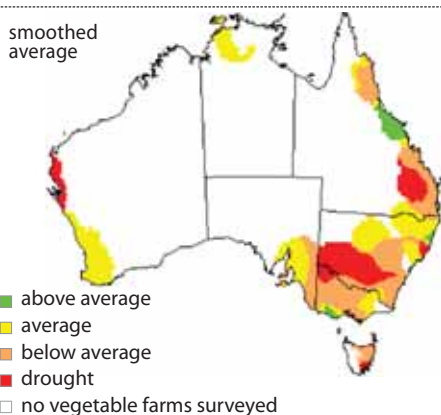 smoothed
average
above average
average
below average
drought
no vegetable farms surveyed